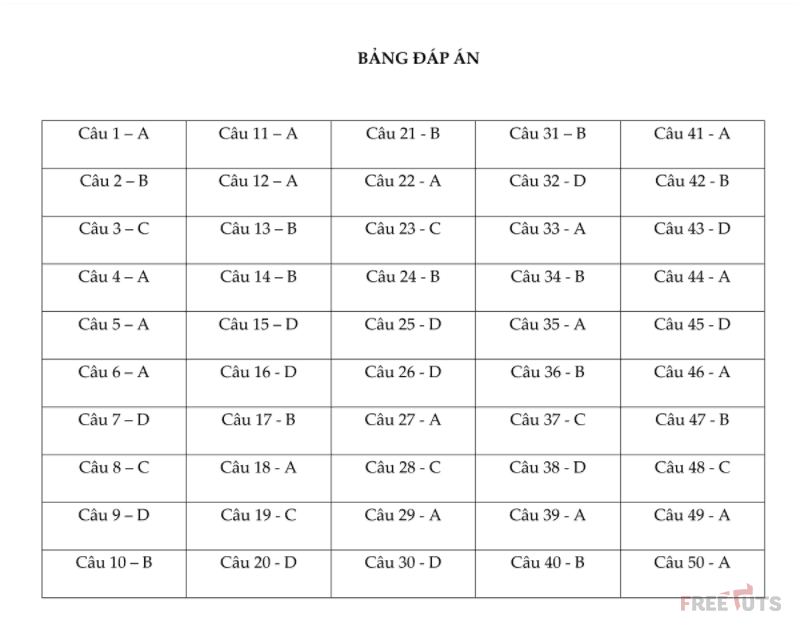 BẢNG ĐÁP ÁN
Câu 1 – A Câu 11 – A Câu 21 - B Câu 31 – B Câu 41 - A
Câu 2 – B Câu 12 – A Câu 22 - A Câu 32 - D Câu 42 - B
Câu 3 – C Câu 13 – B Câu 23 - C Câu 33 - A Câu 43 - D
Câu 4 – A Câu 14 – B Câu 24 - B Câu 34 - B Câu 44 - A
Câu 5 – A Câu 15 – D Câu 25 - D Câu 35 - A Câu 45 - D
Câu 6 – A Câu 16 - D Câu 26 - D Câu 36 - B Câu 46 - A
Câu 7 – D Câu 17 - B Câu 27 - A Câu 37 - C Câu 47 - B
Câu 8 – C Câu 18 - A Câu 28 - C Câu 38 - D Câu 48 - C
Câu 9 – D Câu 19 - C Câu 29 - A Câu 39 - A Câu 49 - A
Câu 10 – B Câu 20 - D Câu 30 - D Câu 40 - B Câu 50 - A
FREETUTS